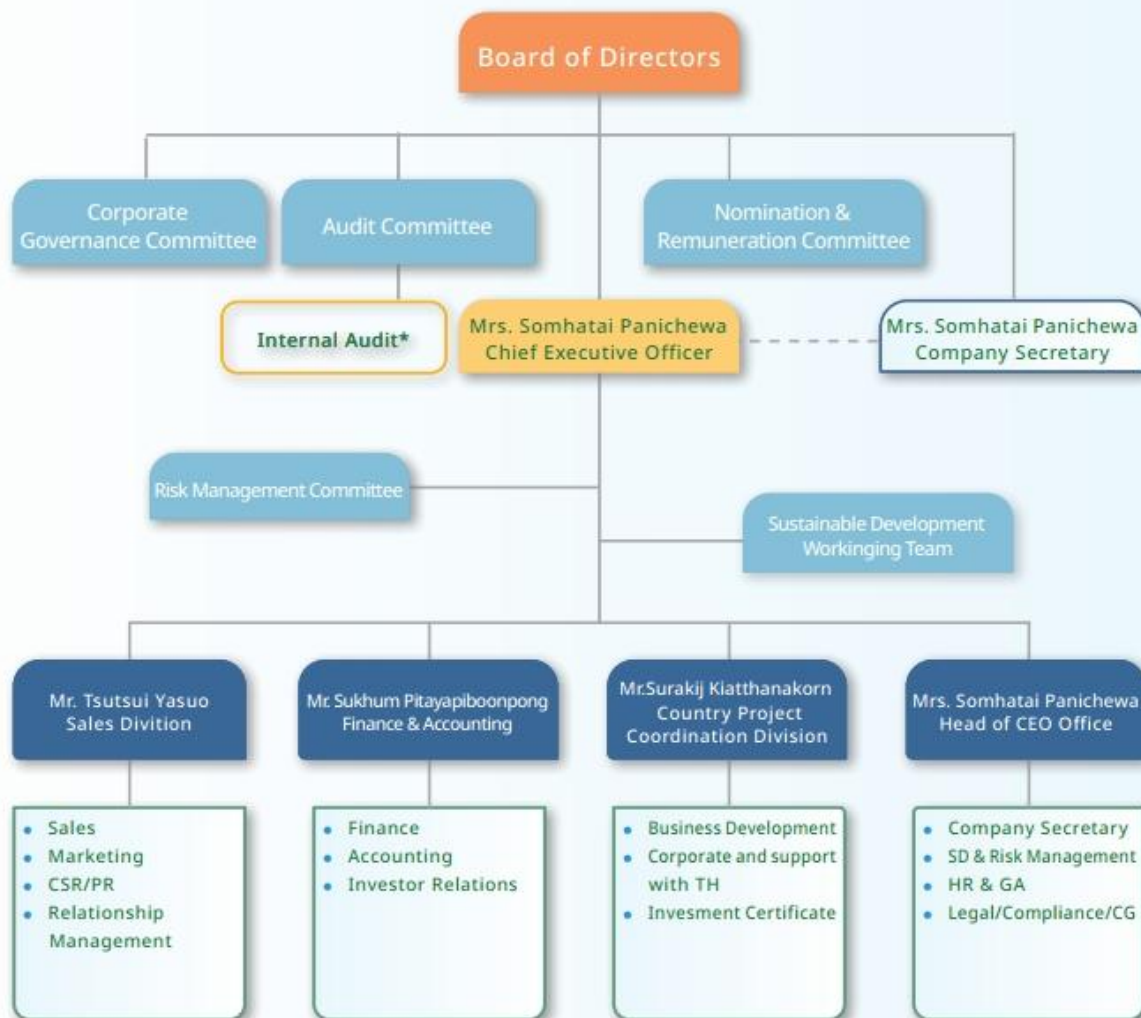 Board of Directors
Corporate
Governance Committee
Audit Committee
Nomination &
Remuneration Committee
Internal Audit*
Mrs. Somhatai Panichewa
Chief Executive Officer
Mrs. Somhatai Panichewa
Company Secretary
Risk Management Committee
Sustainable Development
Workinging Team
Mr. Tsutsui Yasuo
Sales Divition
Mr. Sukhum Pitayapiboonpong
Finance & Accounting
Mr.Surakij Kiatthanakorn
Country Project
Coordination Division
Mrs. Somhatai Panichewa
Head of CEO Office
• Sales
• Marketing
• CSR/PR
• Relationship
Management
• Finance
• Accounting
• Investor Relations
• Business Development
• Corporate and support
with TH
• Invesment Certificate
• Company Secretary
• SD & Risk Management
• HR & GA
• Legal/Compliance/CG